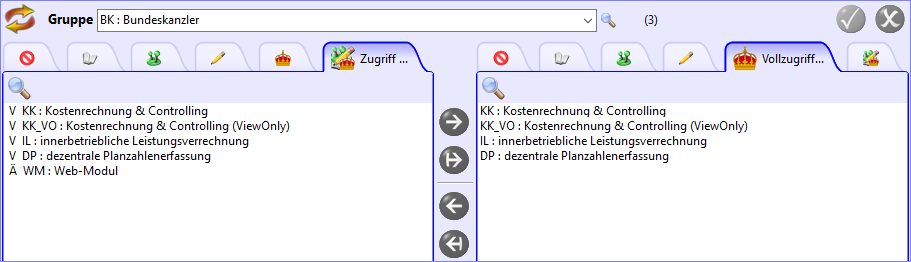 Gruppe BK : Bundeskanzler (3)
Zugriff ...
V KK : Kostenrechnung & Controlling
V KK_VO : Kostenrechnung & Controlling (ViewOnly)
V IL : innerbetriebliche Leistungsverrechnung
V DP : dezentrale Planzahlenerfassung
Ä WM : Web-Modul
Vollzugriff...
KK : Kostenrechnung & Controlling
KK_VO : Kostenrechnung & Controlling (ViewOnly)
IL : innerbetriebliche Leistungsverrechnung
DP : dezentrale Planzahlenerfassung